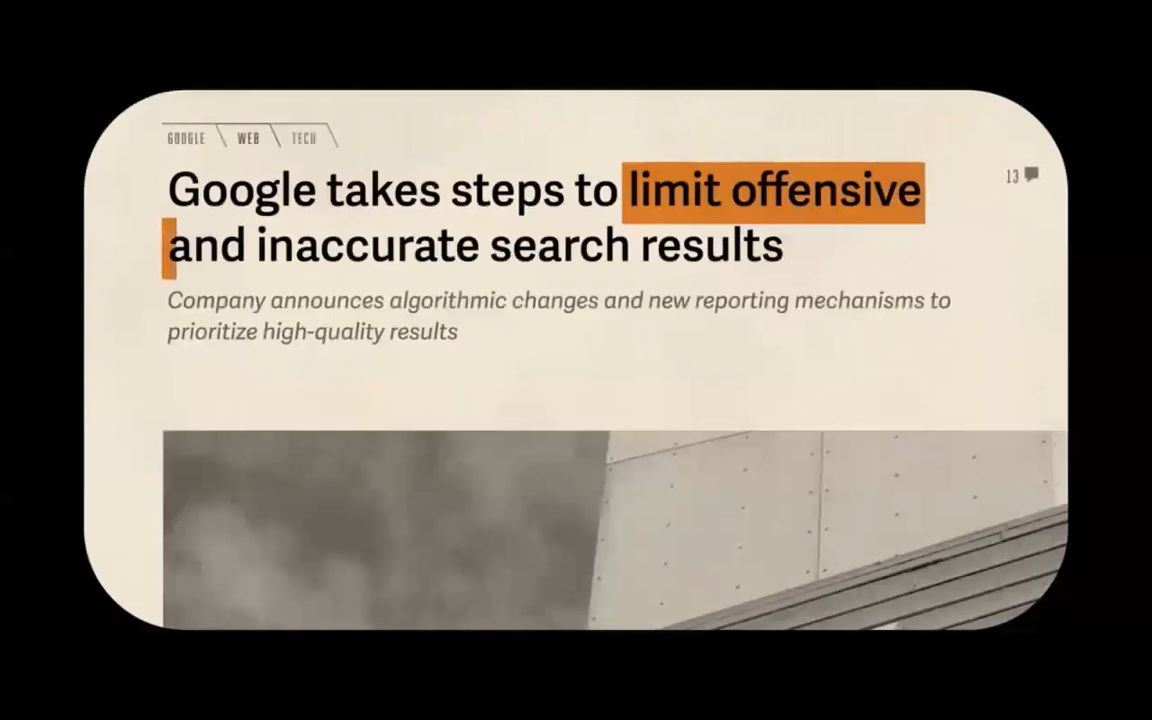 GOOGLE WEB TECH
Google takes steps to limit offensive
13
and inaccurate search results
Company announces algorithmic changes and new reporting mechanisms to
prioritize high-quality results